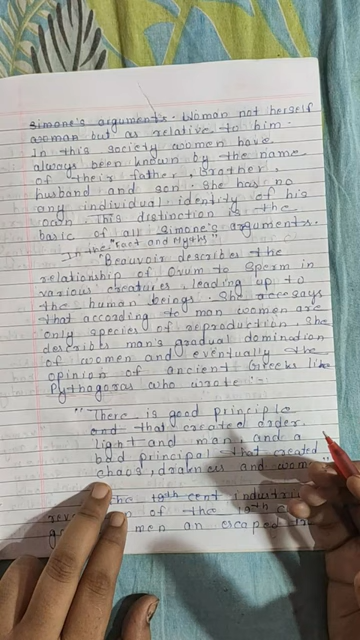 Simone's arguments. Woman not herself
woman but as relative to him.
In this society women have
always been known by the name
of their father, Brother,
husband and son. She has no
any individual identity of his
own. This distinction is the
basic of all Simone's arguments.
In the "Fact and Myths"
"Beauvoir describes the
relationship of Ovum to Sperm in
various creatures leading up to
the human beings. She
that according to man women are
only species of reproduction. She
describes man's gradual domination
of women and eventually the
opinion of ancient Greeks like
Pythagoras who wrote :-
"There is good principle
and that created order,
light and man and a
bad principal that created
chaos, and
the 19th cent
of the 19th
men an escaped